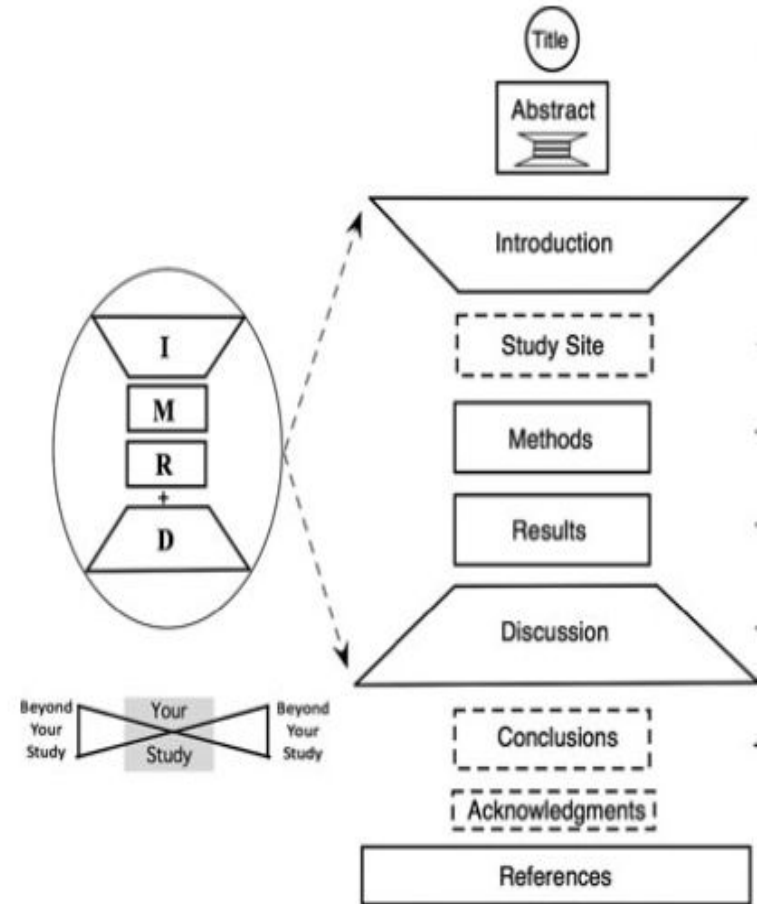 Title
Abstract
Introduction
Study Site
Methods
Results
Discussion
Conclusions
Acknowledgments
References
I
M
R
+
D
Beyond
Your
Study
Your
Study
Beyond
Your
Study